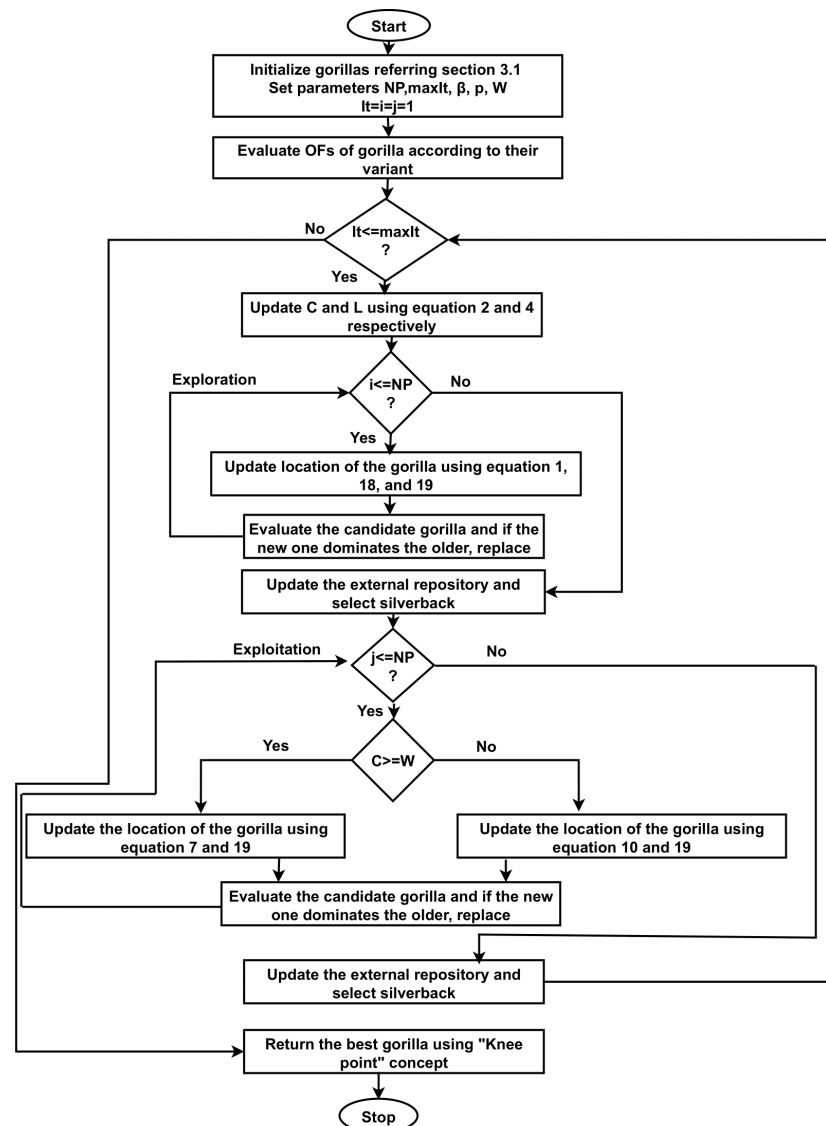 Start
Initialize gorillas referring section 3.1
Set parameters NP,maxIt, β, p, W
It=i=j=1
Evaluate OFs of gorilla according to their
variant
No
It<=maxIt
?
Yes
Update C and L using equation 2 and 4
respectively
Exploration
i<=NP
?
No
Yes
Update location of the gorilla using equation 1,
18, and 19
Evaluate the candidate gorilla and if the
new one dominates the older, replace
Update the external repository and
select silverback
Exploitation
j<=NP
?
No
Yes
Yes
C>=W
No
Update the location of the gorilla using
equation 7 and 19
Update the location of the gorilla using
equation 10 and 19
Evaluate the candidate gorilla and if the new
one dominates the older, replace
Update the external repository and
select silverback
Return the best gorilla using "Knee
point" concept
Stop